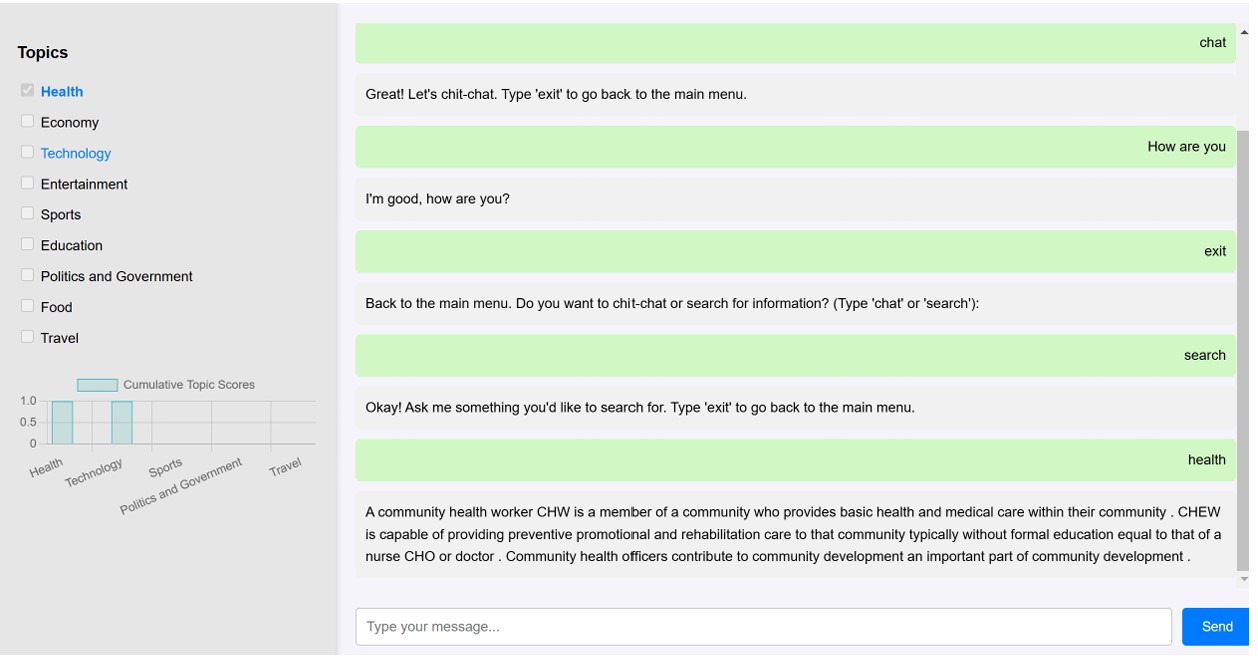 Topics
Health
Economy
Technology
Entertainment
Sports
Education
Politics and Government
Food
Travel
Cumulative Topic Scores
1.0
0.5
0
Health
Technology
Sports
Politics and Government
Travel
chat
Great! Let's chit-chat. Type 'exit' to go back to the main menu.
How are you
I'm good, how are you?
exit
Back to the main menu. Do you want to chit-chat or search for information? (Type 'chat' or 'search'):
search
Okay! Ask me something you'd like to search for. Type 'exit' to go back to the main menu.
health
A community health worker CHW is a member of a community who provides basic health and medical care within their community . CHEW
is capable of providing preventive promotional and rehabilitation care to that community typically without formal education equal to that of a
nurse CHO or doctor . Community health officers contribute to community development an important part of community development .
Type your message...
Send